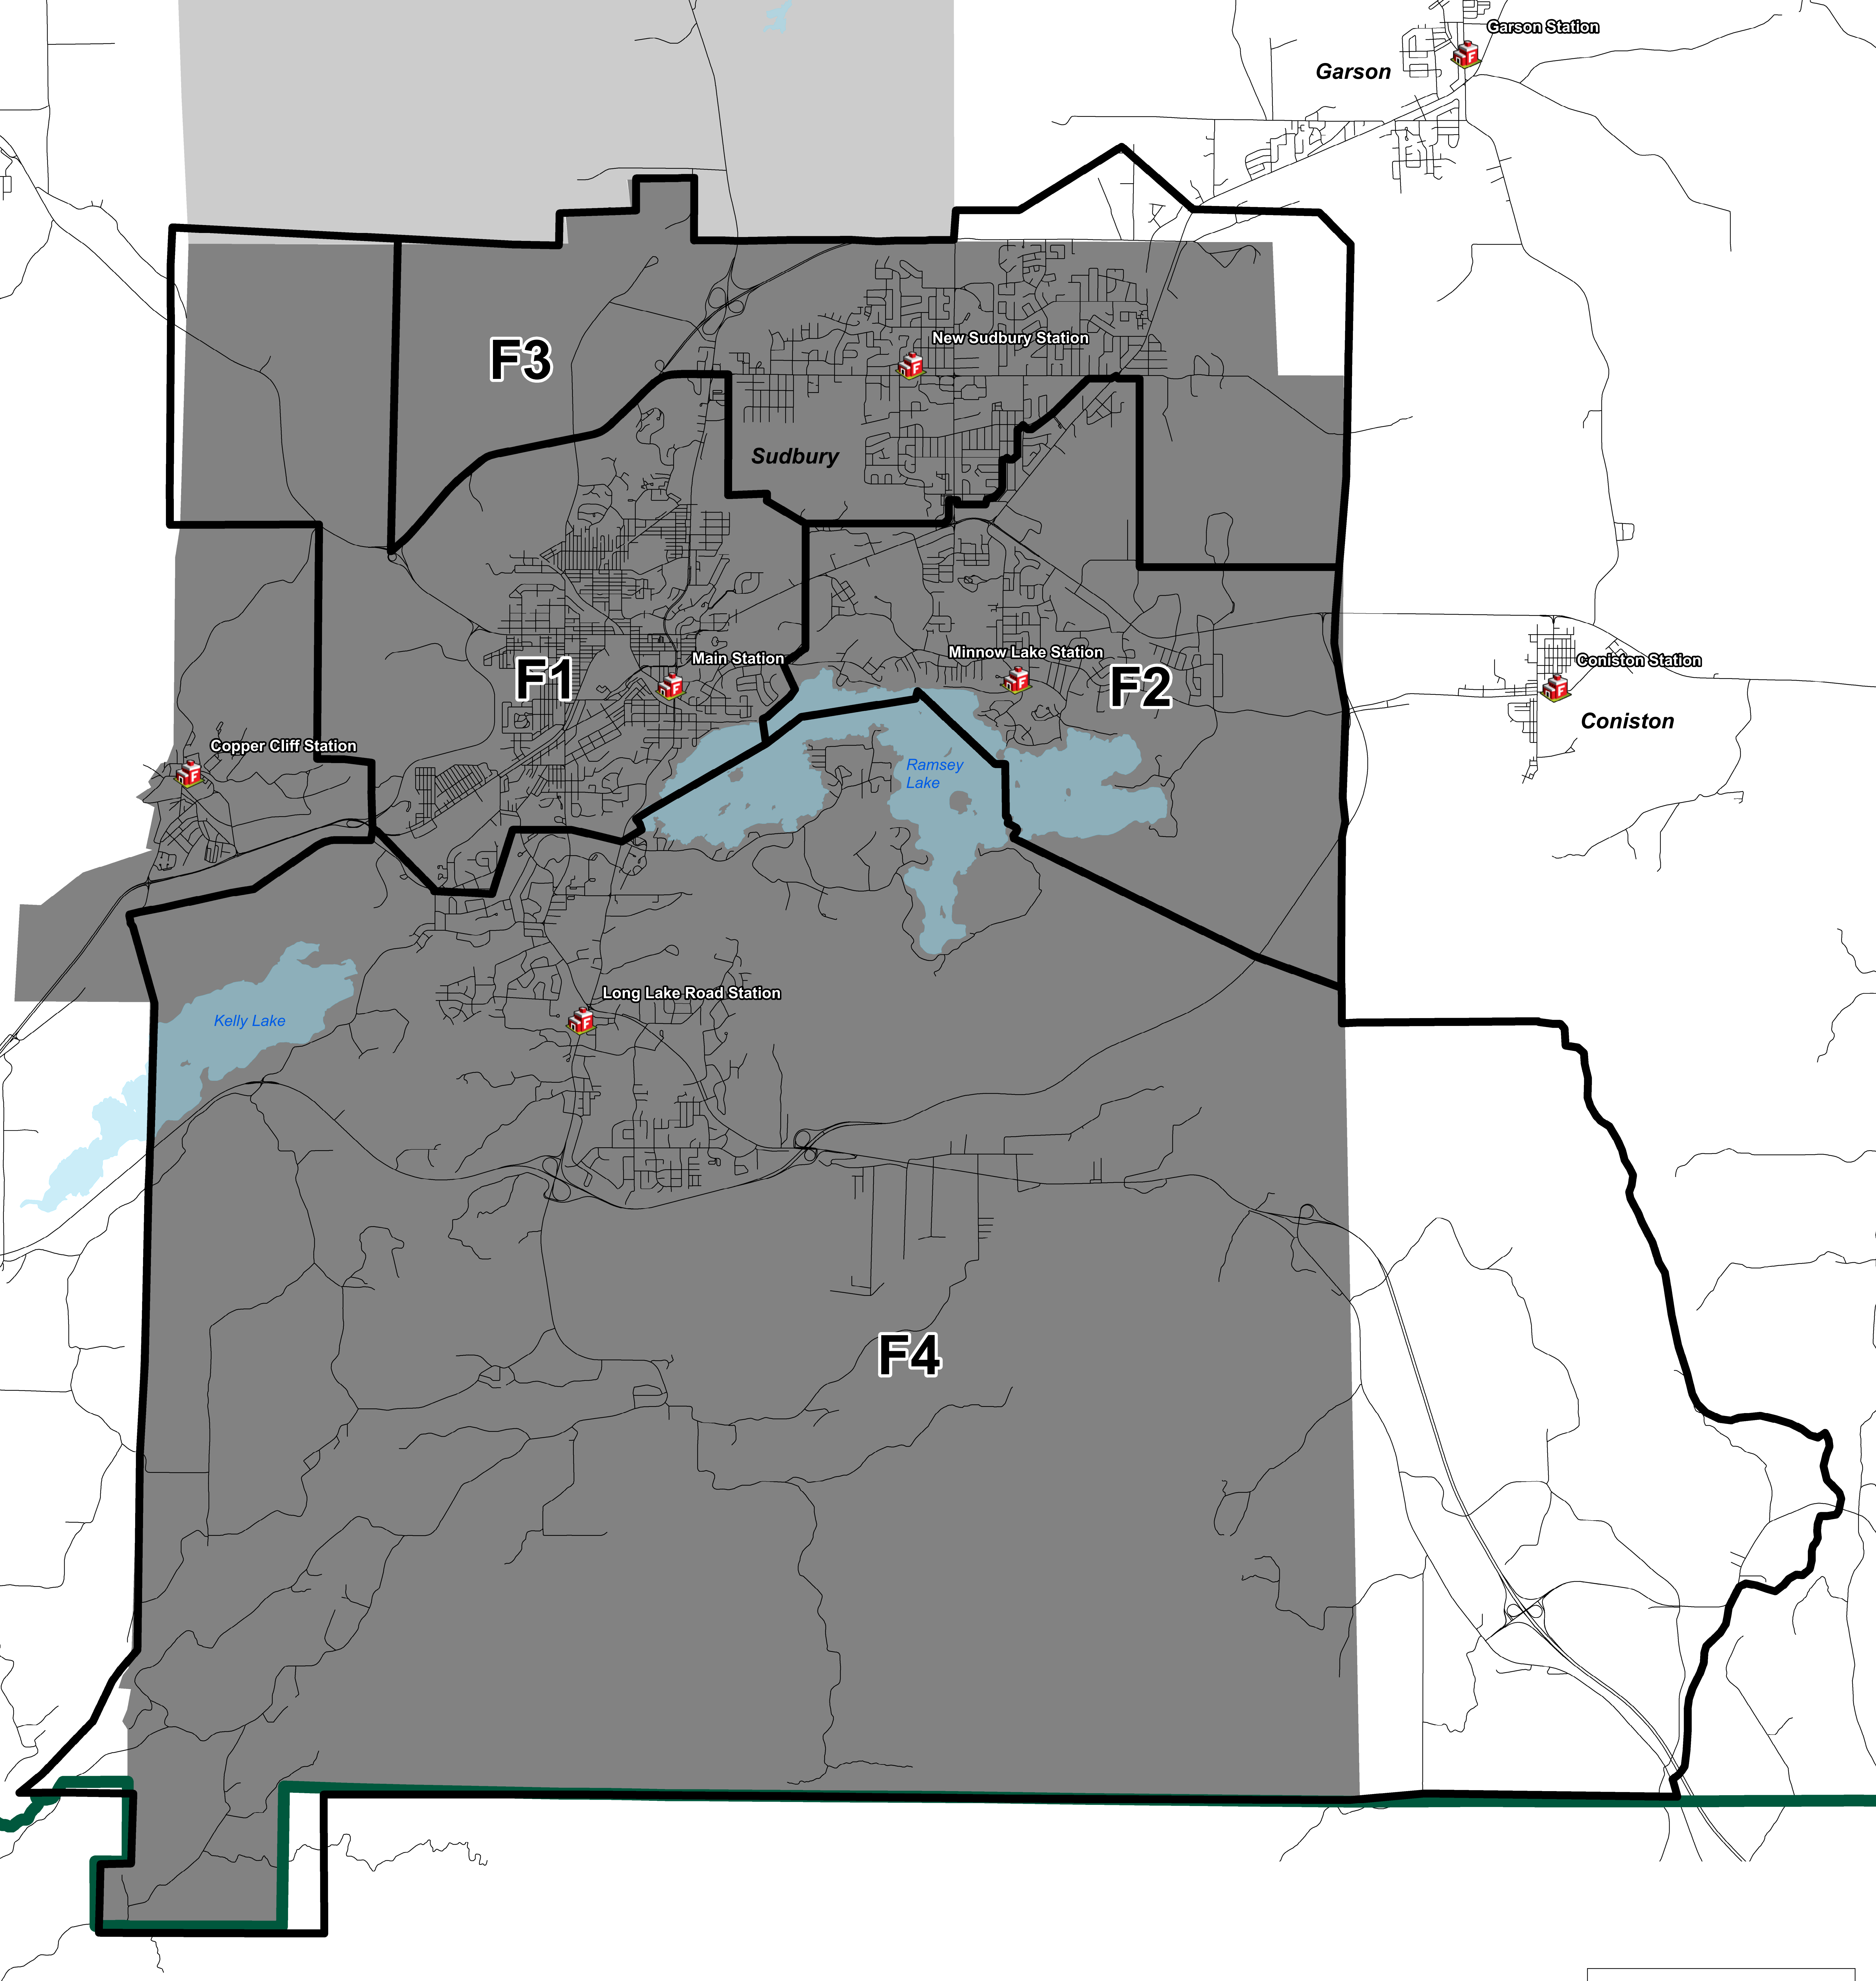 Garson Station
Garson
New Sudbury Station
F3
Sudbury
Main Station
Minnow Lake Station
F1
F2
Coniston Station
Coniston
Copper Cliff Station
Ramsey
Lake
Long Lake Road Station
Kelly Lake
F4